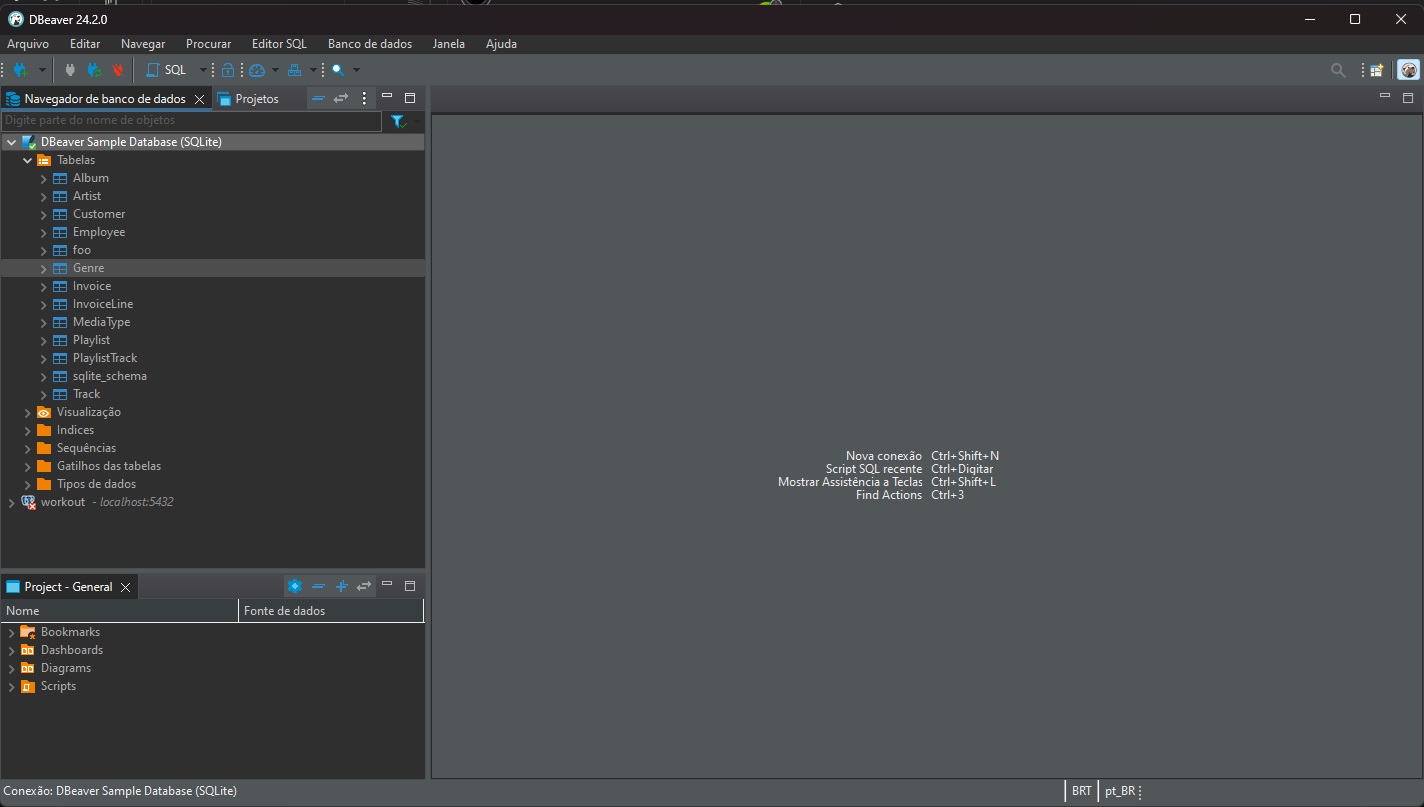 DBeaver 24.2.0
Arquivo Editar Navegar Procurar Editor SQL Banco de dados Janela Ajuda
SQL
Navegador de banco de dados Projetos
Digite parte do nome de objetos
DBeaver Sample Database (SQLite)
Tabelas
Album
Artist
Customer
Employee
foo
Genre
Invoice
InvoiceLine
MediaType
Playlist
PlaylistTrack
sqlite_schema
Track
Visualização
Indices
Sequências
Gatilhos das tabelas
Tipos de dados
workout - localhost:5432
Nova conexão Ctrl+Shift+N
Script SQL recente Ctrl+Digitar
Mostrar Assistência a Teclas Ctrl+Shift+L
Find Actions Ctrl+3
Project - General
Nome Fonte de dados
Bookmarks
Dashboards
Diagrams
Scripts
Conexão: DBeaver Sample Database (SQLite) BRT pt_BR